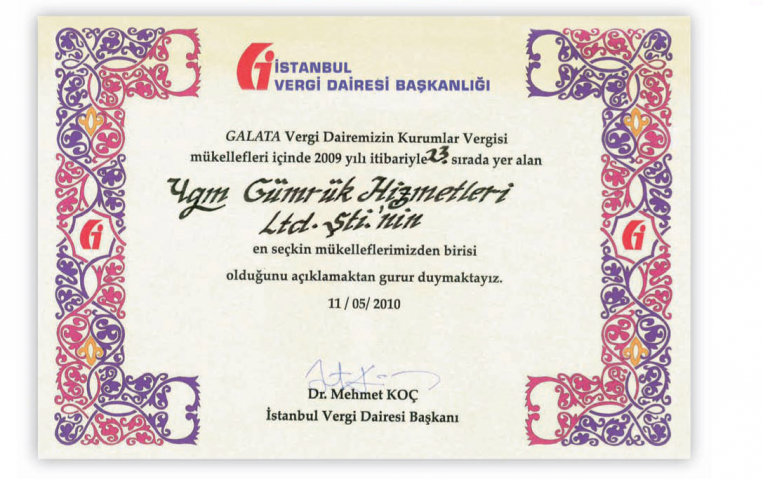 İSTANBUL
VERGİ DAİRESİ BAŞKANLIĞI
GALATA Vergi Dairemizin Kurumlar Vergisi
mükellefleri içinde 2009 yılı itibariyle 23. sırada yer alan
Ygm Gümrük Hizmetleri
Ltd. Şti.'nin
en seçkin mükelleflerimizden birisi
olduğunu açıklamaktan gurur duymaktayız.
11 / 05/ 2010
Dr. Mehmet KOÇ
İstanbul Vergi Dairesi Başkanı